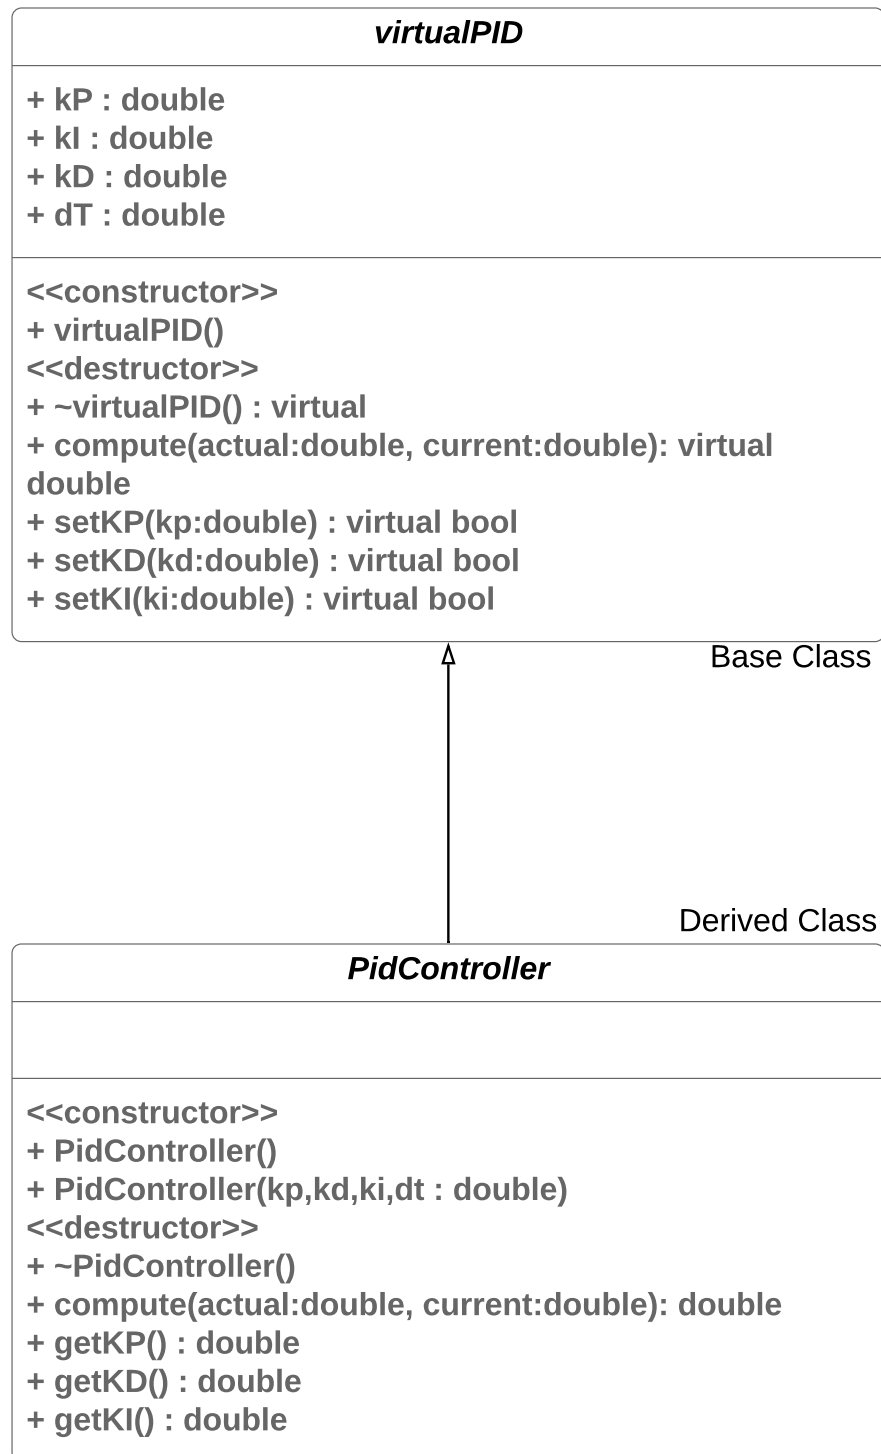 virtualPID
+ kP : double
+ kI : double
+ kD : double
+ dT : double
<<constructor>>
+ virtualPID()
<<destructor>>
+ ~virtualPID() : virtual
+ compute(actual:double, current:double): virtual
double
+ setKP(kp:double) : virtual bool
+ setKD(kd:double) : virtual bool
+ setKI(ki:double) : virtual bool
Base Class
Derived Class
PidController
<<constructor>>
+ PidController()
+ PidController(kp,kd,ki,dt : double)
<<destructor>>
+ ~PidController()
+ compute(actual:double, current:double): double
+ getKP() : double
+ getKD() : double
+ getKI() : double